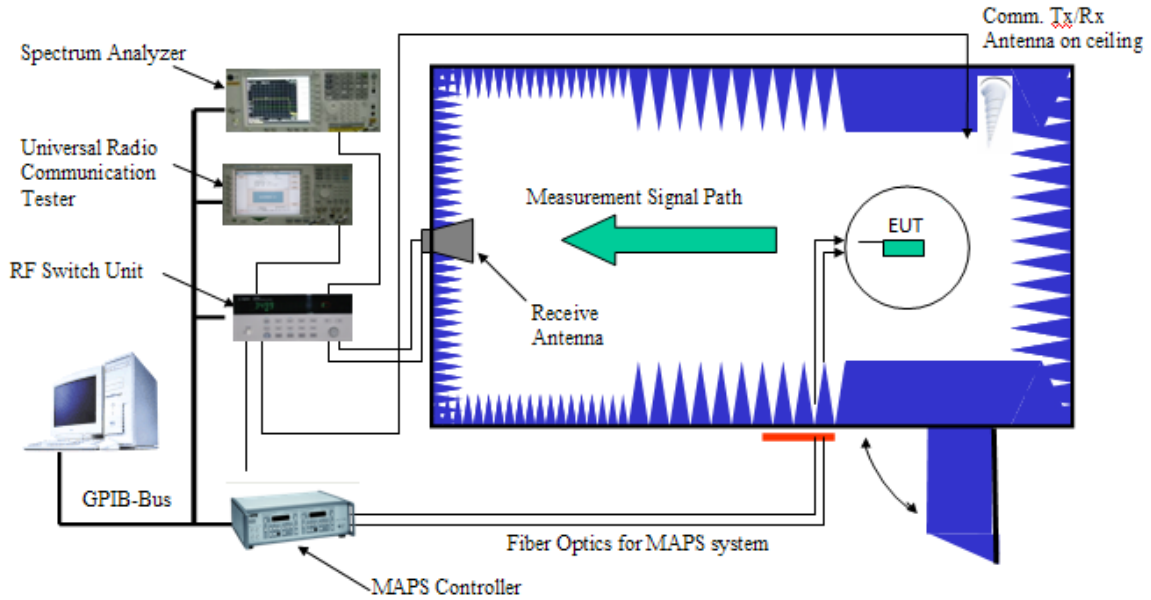 Comm. Tx/Rx
Antenna on ceiling
Spectrum Analyzer
Universal Radio
Communication
Tester
Measurement Signal Path
EUT
RF Switch Unit
Receive
Antenna
GPIB-Bus
Fiber Optics for MAPS system
MAPS Controller